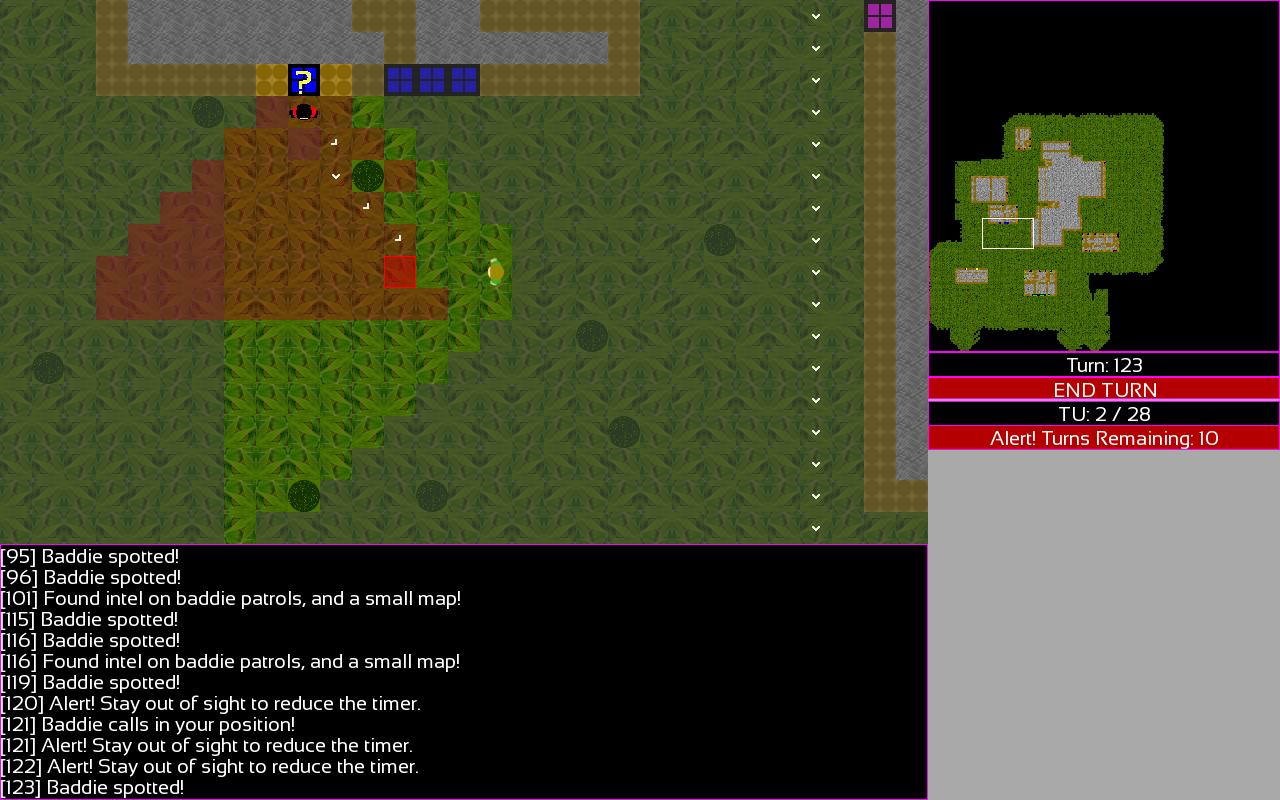 ?
Turn: 123
END TURN
TU: 2 / 28
Alert! Turns Remaining: 10
[95] Baddie spotted!
[96] Baddie spotted!
[101] Found intel on baddie patrols, and a small map!
[115] Baddie spotted!
[116] Baddie spotted!
[116] Found intel on baddie patrols, and a small map!
[119] Baddie spotted!
[120] Alert! Stay out of sight to reduce the timer.
[121] Baddie calls in your position!
[121] Alert! Stay out of sight to reduce the timer.
[122] Alert! Stay out of sight to reduce the timer.
[123] Baddie spotted!